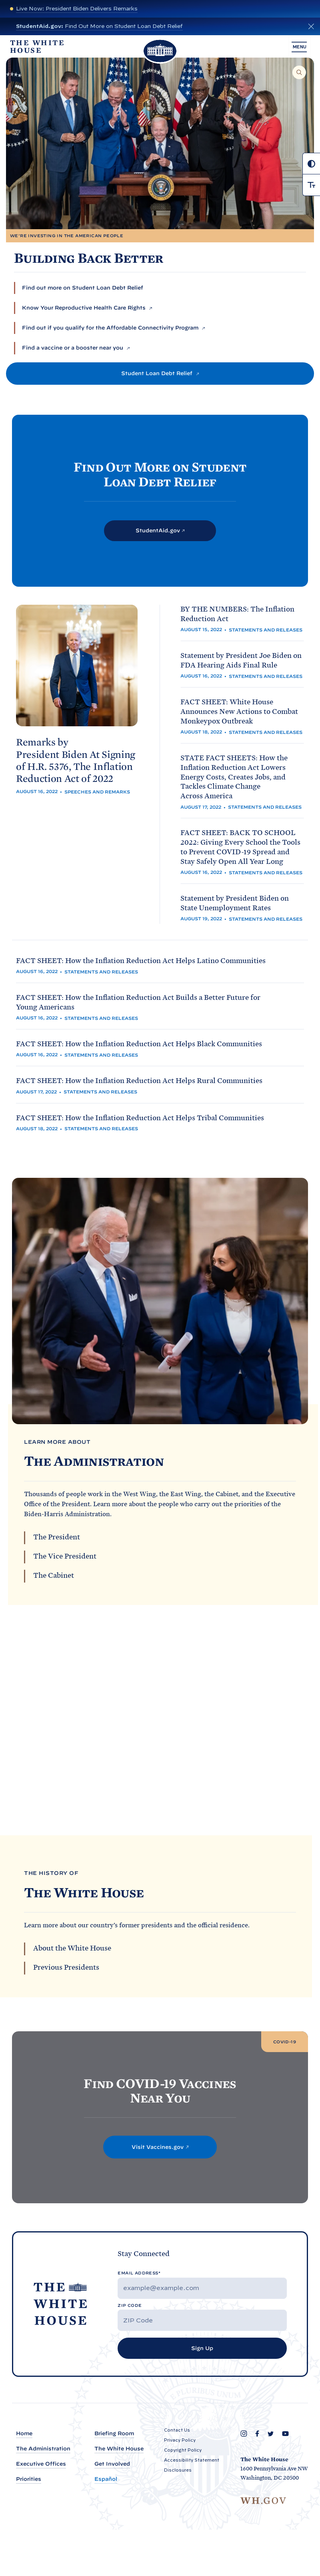 Live Now: President Biden Delivers Remarks
StudentAid.gov: Find Out More on Student Loan Debt Relief
THE WHITE
HOUSE
MENU
WE'RE INVESTING IN THE AMERICAN PEOPLE
BUILDING BACK BETTER
Find out more on Student Loan Debt Relief
Know Your Reproductive Health Care Rights ↗
Find out if you qualify for the Affordable Connectivity Program ↗
Find a vaccine or a booster near you ↗
Student Loan Debt Relief ↗
FIND OUT MORE ON STUDENT
LOAN DEBT RELIEF
StudentAid.gov ↗
Remarks by
President Biden At Signing
of H.R. 5376, The Inflation
Reduction Act of 2022
AUGUST 16, 2022 • SPEECHES AND REMARKS
BY THE NUMBERS: The Inflation
Reduction Act
AUGUST 15, 2022 • STATEMENTS AND RELEASES
Statement by President Joe Biden on
FDA Hearing Aids Final Rule
AUGUST 16, 2022 • STATEMENTS AND RELEASES
FACT SHEET: White House
Announces New Actions to Combat
Monkeypox Outbreak
AUGUST 18, 2022 • STATEMENTS AND RELEASES
STATE FACT SHEETS: How the
Inflation Reduction Act Lowers
Energy Costs, Creates Jobs, and
Tackles Climate Change
Across America
AUGUST 17, 2022 • STATEMENTS AND RELEASES
FACT SHEET: BACK TO SCHOOL
2022: Giving Every School the Tools
to Prevent COVID-19 Spread and
Stay Safely Open All Year Long
AUGUST 16, 2022 • STATEMENTS AND RELEASES
Statement by President Biden on
State Unemployment Rates
AUGUST 19, 2022 • STATEMENTS AND RELEASES
FACT SHEET: How the Inflation Reduction Act Helps Latino Communities
AUGUST 16, 2022 • STATEMENTS AND RELEASES
FACT SHEET: How the Inflation Reduction Act Builds a Better Future for
Young Americans
AUGUST 16, 2022 • STATEMENTS AND RELEASES
FACT SHEET: How the Inflation Reduction Act Helps Black Communities
AUGUST 16, 2022 • STATEMENTS AND RELEASES
FACT SHEET: How the Inflation Reduction Act Helps Rural Communities
AUGUST 17, 2022 • STATEMENTS AND RELEASES
FACT SHEET: How the Inflation Reduction Act Helps Tribal Communities
AUGUST 18, 2022 • STATEMENTS AND RELEASES
LEARN MORE ABOUT
THE ADMINISTRATION
Thousands of people work in the West Wing, the East Wing, the Cabinet, and the Executive
Office of the President. Learn more about the people who carry out the priorities of the
Biden-Harris Administration.
The President
The Vice President
The Cabinet
THE HISTORY OF
THE WHITE HOUSE
Learn more about our country's former presidents and the official residence.
About the White House
Previous Presidents
COVID-19
FIND COVID-19 VACCINES
NEAR YOU
Visit Vaccines.gov ↗
THE
WHITE
HOUSE
Stay Connected
EMAIL ADDRESS*
example@example.com
ZIP CODE
ZIP Code
Sign Up
Home
The Administration
Executive Offices
Priorities
Briefing Room
The White House
Get Involved
Español
Contact Us
Privacy Policy
Copyright Policy
Accessibility Statement
Disclosures
The White House
1600 Pennsylvania Ave NW
Washington, DC 20500
WH.GOV